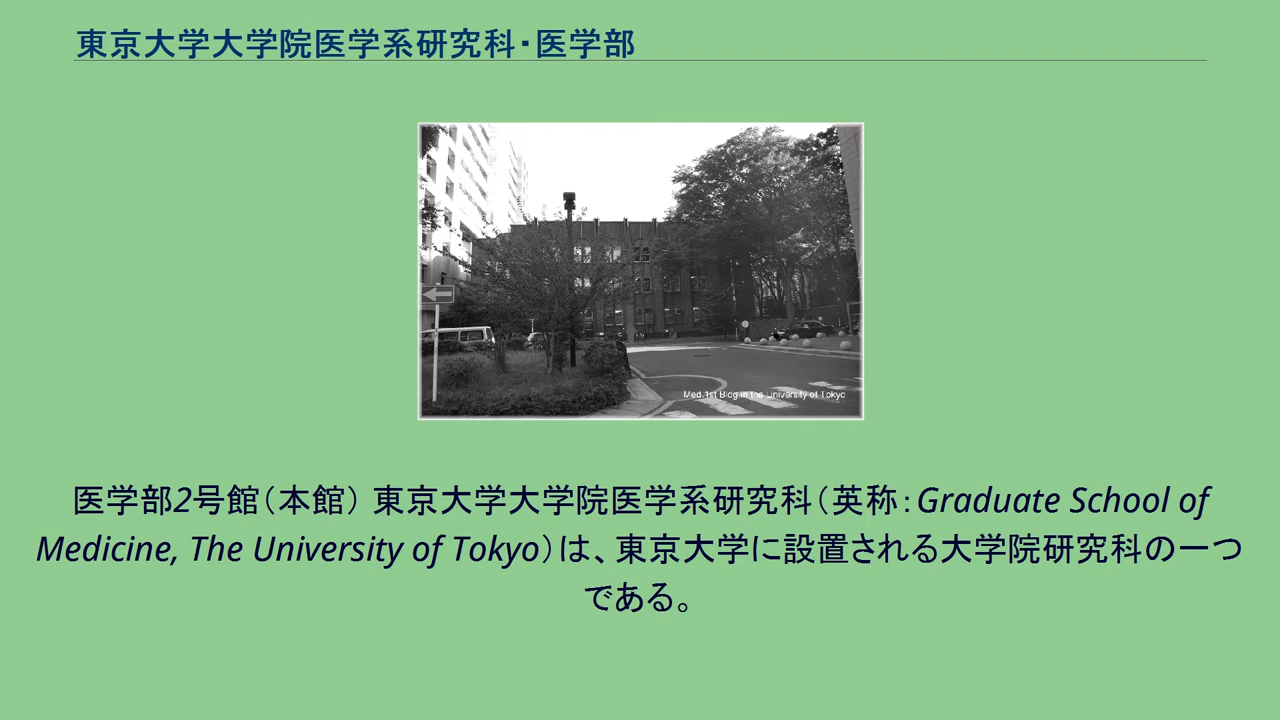 東京大学大学院医学系研究科・医学部
Med.1st Bldg in the University of Tokyo
医学部2号館（本館） 東京大学大学院医学系研究科（英称：Graduate School of
Medicine, The University of Tokyo）は、東京大学に設置される大学院研究科の一つ
である。